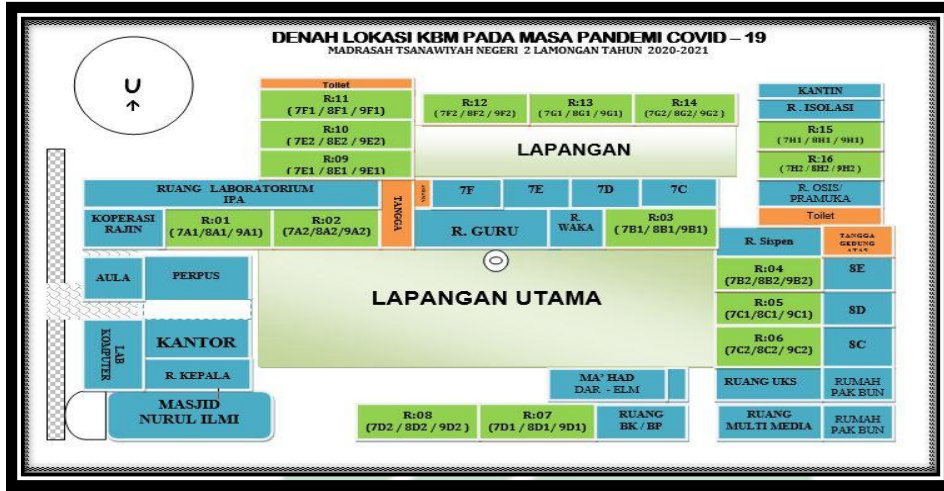 DENAH LOKASI KBM PADA MASA PANDEMI COVID – 19
MADRASAH TSANAWIYAH NEGERI 2 LAMONGAN TAHUN 2020-2021
U
Toilet
R:11
( 7F1 / 8F1 / 9F1)
R:10
( 7E2 / 8E2 / 9E2)
R:09
( 7E1 / 8E1 / 9E1)
R:12
( 7F2 / 8F2 / 9F2)
R:13
( 7G1 / 8G1 / 9G1)
R:14
(7G2/ 8G2/ 9G2 )
LAPANGAN
KANTIN
R . ISOLASI
R:15
( 7H1 / 8H1 / 9H1)
R:16
( 7H2 / 8H2 / 9H2 )
R. OSIS/
PRAMUKA
Toilet
RUANG LABORATORIUM
IPA
TANGGA
7F
7E
7D
7C
KOPERASI
RAJIN
R:01
( 7A1/8A1/ 9A1)
R:02
(7A2/ 8A2/ 9A2)
R. GURU
R.
WAKA
R:03
(7B1/ 8B1/ 9B1)
R. Sispen
TANGGA
GEDUNG
AULA
PERPUS
LAPANGAN UTAMA
R:04
(7B2/8B2/9B2)
8E
R:05
(7C1/ 8C1/ 9C1)
8D
R:06
(7C2/ 8C2/ 9C2)
8C
LAB
KOMPUTER
KANTOR
R. KEPALA
MASJID
NURUL ILMI
MA' HAD
DAR - ELM
RUANG UKS
RUMAH
PAK BUN
R:08
(7D2 / 8D2 / 9D2 )
R:07
(7D1 / 8D1/ 9D1)
RUANG
BK / BP
RUANG
MULTI MEDIA
RUMAH
PAK BUN